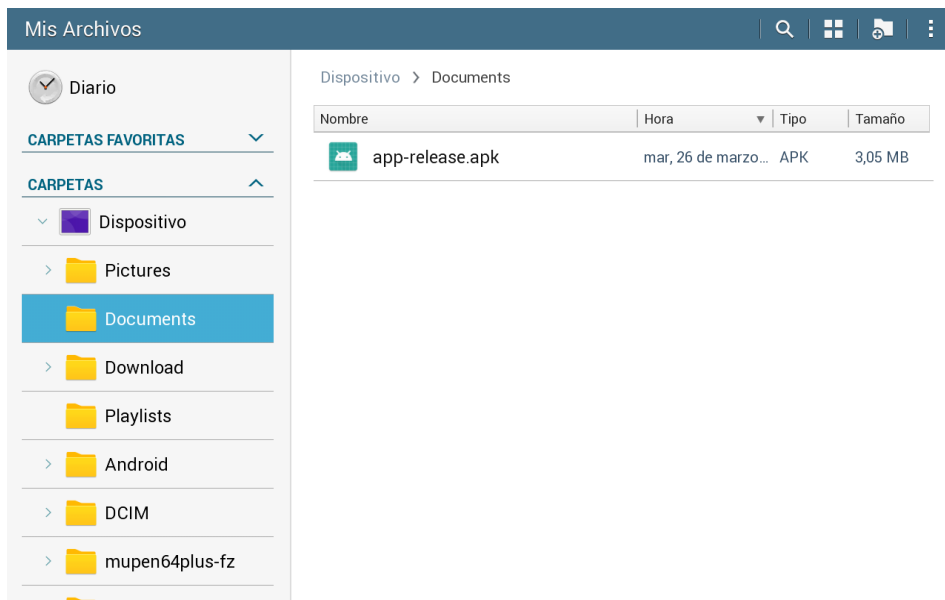 Mis Archivos
Diario
CARPETAS FAVORITAS
CARPETAS
Dispositivo
Pictures
Documents
Download
Playlists
Android
DCIM
mupen64plus-fz
Dispositivo > Documents
Nombre Hora Tipo Tamaño
app-release.apk mar, 26 de marzo... APK 3,05 MB